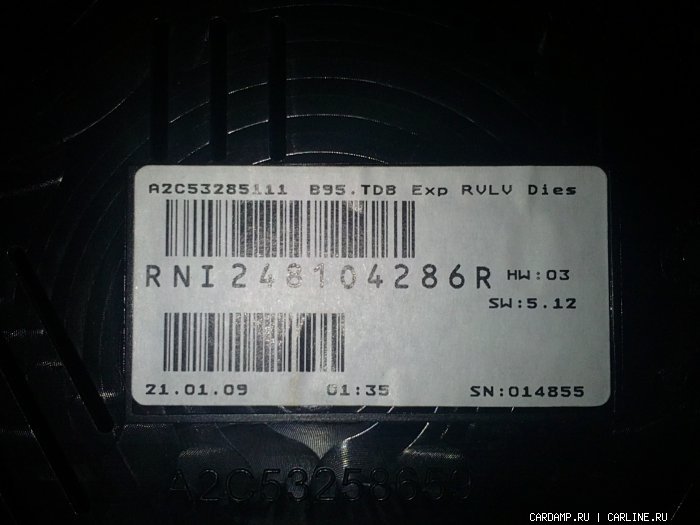 A2C53285111 B95.TDB Exp RVLV Dies
RNI248104286R HW:03
SW:5.12
21.01.09 01:35 SN:014855
A2C53258650
CARDAMP.RU | CARLINE.RU